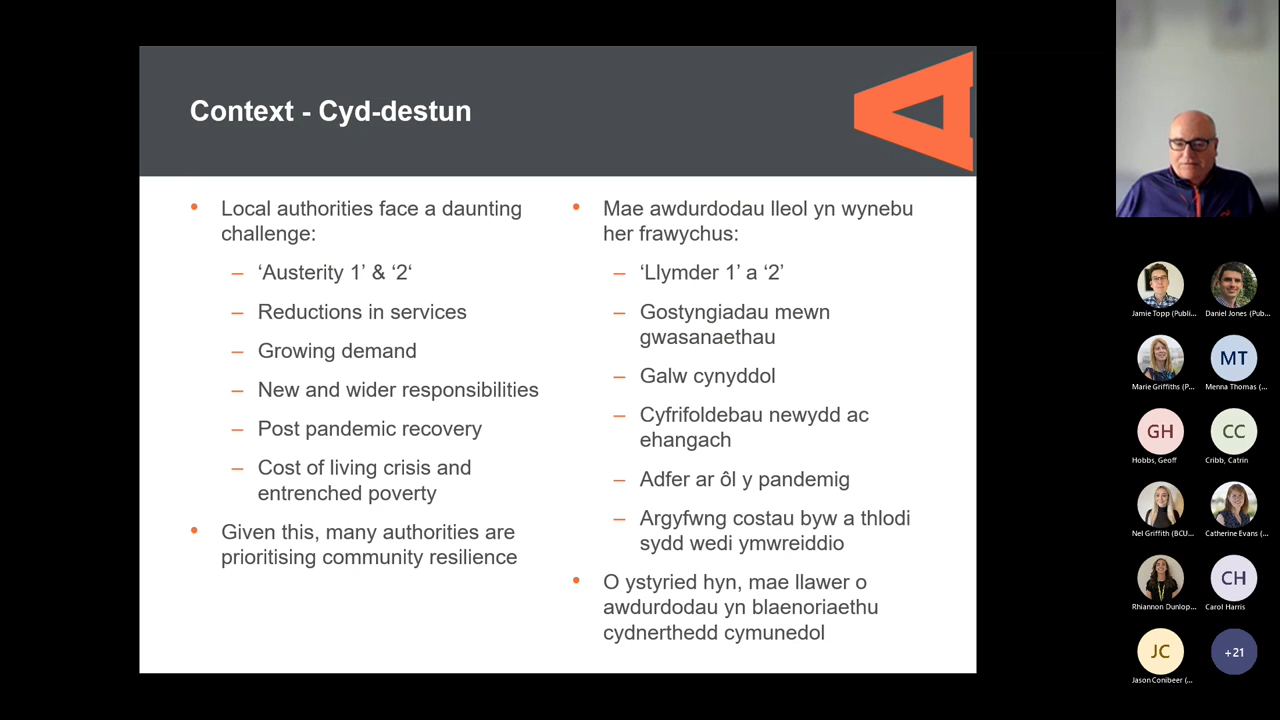 Context - Cyd-destun
• Local authorities face a daunting
challenge:
– ‘Austerity 1’ & ‘2‘
– Reductions in services
– Growing demand
– New and wider responsibilities
– Post pandemic recovery
– Cost of living crisis and
entrenched poverty
• Given this, many authorities are
prioritising community resilience
• Mae awdurdodau lleol yn wynebu
her frawychus:
– ‘Llymder 1’ a ‘2’
– Gostyngiadau mewn
gwasanaethau
– Galw cynyddol
– Cyfrifoldebau newydd ac
ehangach
– Adfer ar ôl y pandemig
– Argyfwng costau byw a thlodi
sydd wedi ymwreiddio
• O ystyried hyn, mae llawer o
awdurdodau yn blaenoriaethu
cydnerthedd cymunedol
Jamie Topp (Publi...
Daniel Jones (Pub...
Marie Griffiths (P...
MT
Menna Thomas (...
GH
Hobbs, Geoff
CC
Cribb, Catrin
Nel Griffith (BCU...
Catherine Evans (...
Rhiannon Dunlop...
CH
Carol Harris
JC
Jason Conibeer (...
+21